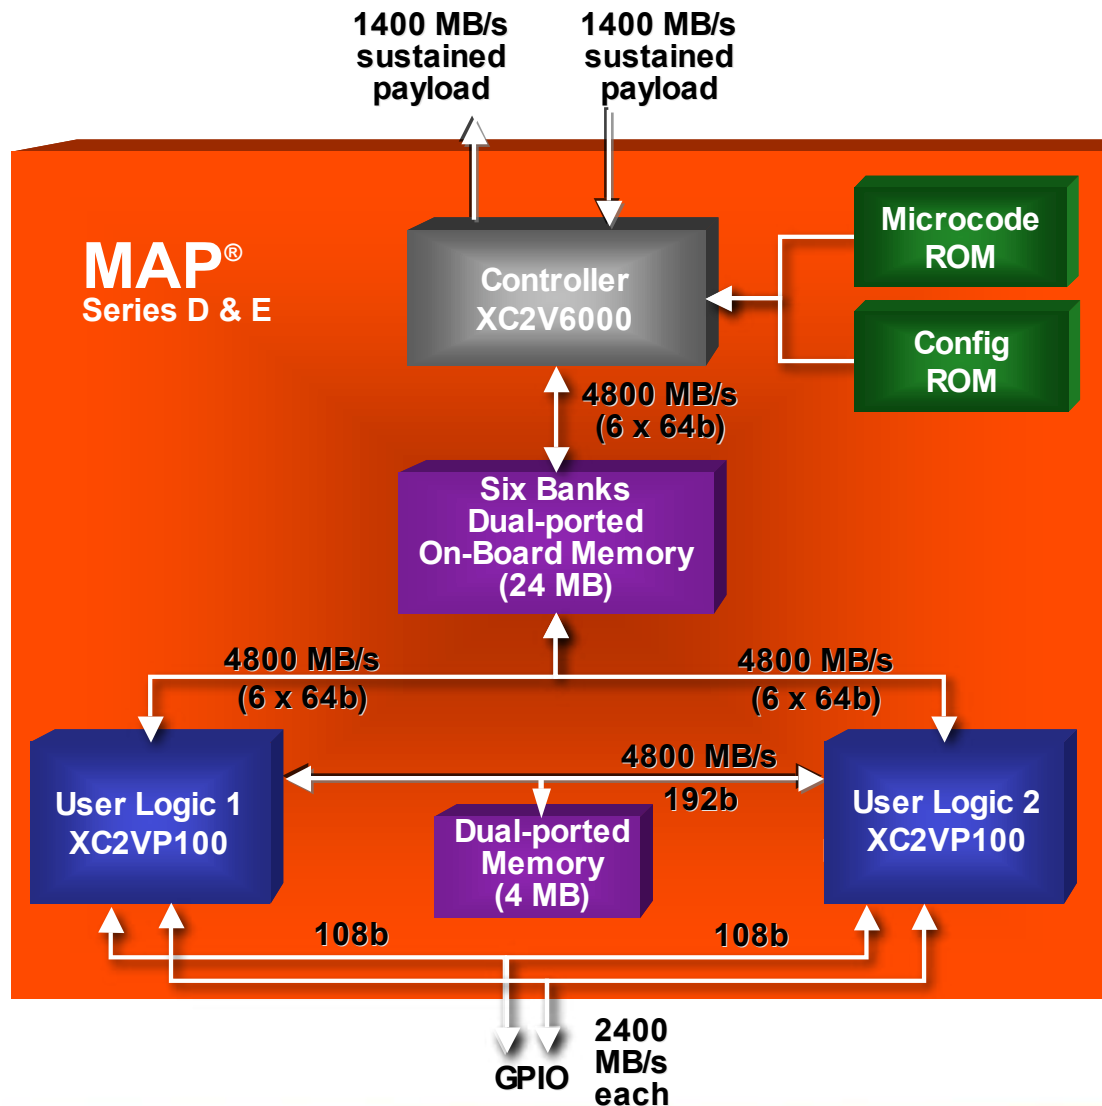 1400 MB/s
sustained
payload
1400 MB/s
sustained
payload
MAP®
Series D & E
Controller
XC2V6000
Microcode
ROM
Config
ROM
4800 MB/s
(6 x 64b)
Six Banks
Dual-ported
On-Board Memory
(24 MB)
4800 MB/s
(6 x 64b)
4800 MB/s
(6 x 64b)
User Logic 1
XC2VP100
4800 MB/s
192b
Dual-ported
Memory
(4 MB)
User Logic 2
XC2VP100
108b
108b
GPIO
2400
MB/s
each